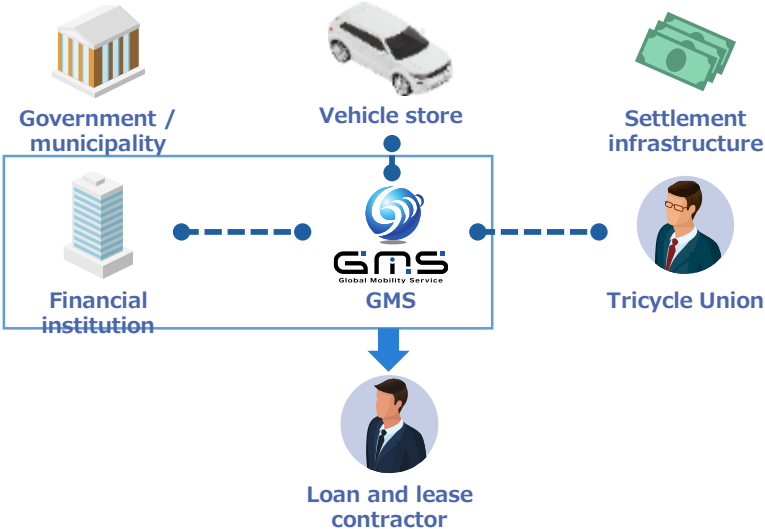 Government /
municipality
Vehicle store
Settlement
infrastructure
Financial
institution
GMS
Global Mobility Service
GMS
Tricycle Union
Loan and lease
contractor